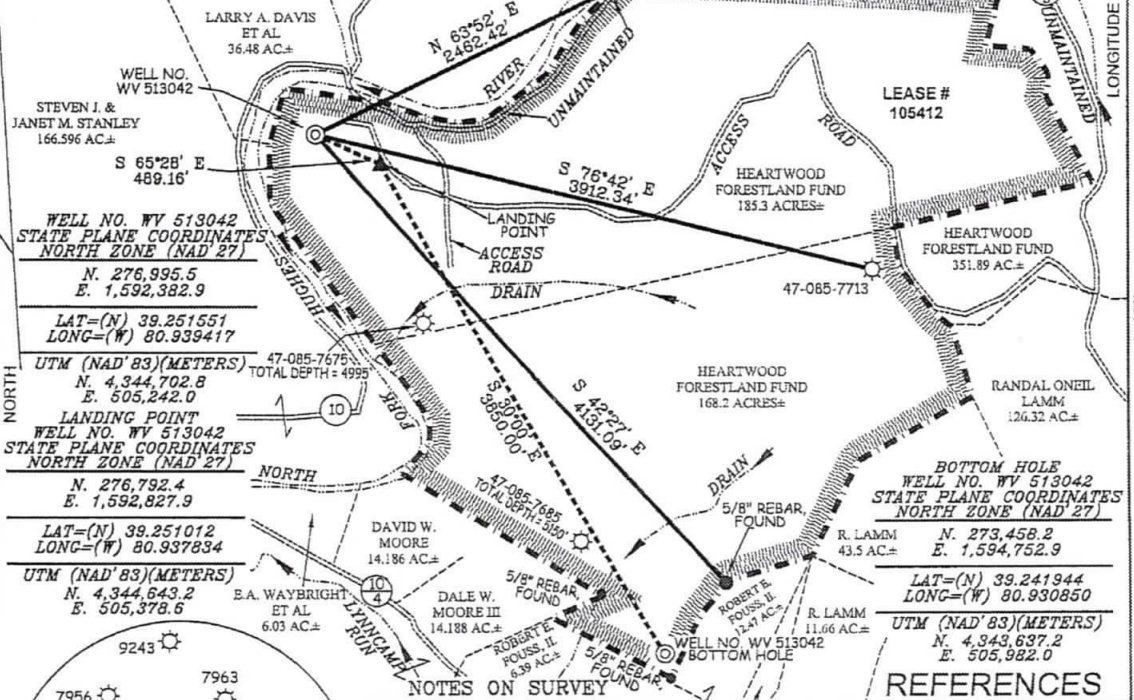 LARRY A. DAVIS
ET AL
36.48 AC.±
N 63°52' E
2462.42'
RIVER
UNMAINTAINED
UNMAINTAINED
LONGITUDE
WELL NO.
WV 513042
STEVEN J. &
JANET M. STANLEY
166.596 AC.±
LEASE #
105412
ACCESS
ROAD
S 65°28' E
489.16'
S 76°42' E
3912.34'
HEARTWOOD
FORESTLAND FUND
185.3 ACRES±
LANDING
POINT
ACCESS
ROAD
DRAIN
HEARTWOOD
FORESTLAND FUND
351.89 AC.±
47-085-7713
WELL NO. WV 513042
STATE PLANE COORDINATES
NORTH ZONE (NAD'27)
N. 276,995.5
E. 1,592,382.9
LAT=(N) 39.251551
LONG=(W) 80.939417
UTM (NAD'83)(METERS)
N. 4,344,702.8
E. 505,242.0
HUGHES
47-085-7675
TOTAL DEPTH = 4995'
10
FORK
NORTH
NORTH
LANDING POINT
WELL NO. WV 513042
STATE PLANE COORDINATES
NORTH ZONE (NAD'27)
N. 276,792.4
E. 1,592,827.9
LAT=(N) 39.251012
LONG=(W) 80.937834
UTM (NAD'83)(METERS)
N. 4,344,643.2
E. 505,378.6
S 30°00' E
3850.00'
S 42°27' E
4131.09'
HEARTWOOD
FORESTLAND FUND
168.2 ACRES±
RANDAL ONEIL
LAMM
126.32 AC.±
DRAIN
47-085-7685
TOTAL DEPTH = 5150'
5/8" REBAR,
FOUND
DAVID W.
MOORE
14.186 AC.±
R. LAMM
43.5 AC.±
BOTTOM HOLE
WELL NO. WV 513042
STATE PLANE COORDINATES
NORTH ZONE (NAD'27)
N. 273,458.2
E. 1,594,752.9
LAT=(N) 39.241944
LONG=(W) 80.930850
UTM (NAD'83)(METERS)
N. 4,343,637.2
E. 505,982.0
10
4
E.A. WAYBRIGHT
ET AL
6.03 AC.±
LYNNCAMP
RUN
DALE W.
MOORE III
14.188 AC.±
5/8" REBAR,
FOUND
ROBERT E.
FOUSS, II
6.39 AC.±
5/8" REBAR,
FOUND
ROBERT E.
FOUSS, II.
12.47 AC.±
R. LAMM
11.66 AC.±
WELL NO. WV 513042
BOTTOM HOLE
9243
7963
7956
NOTES ON SURVEY
REFERENCES